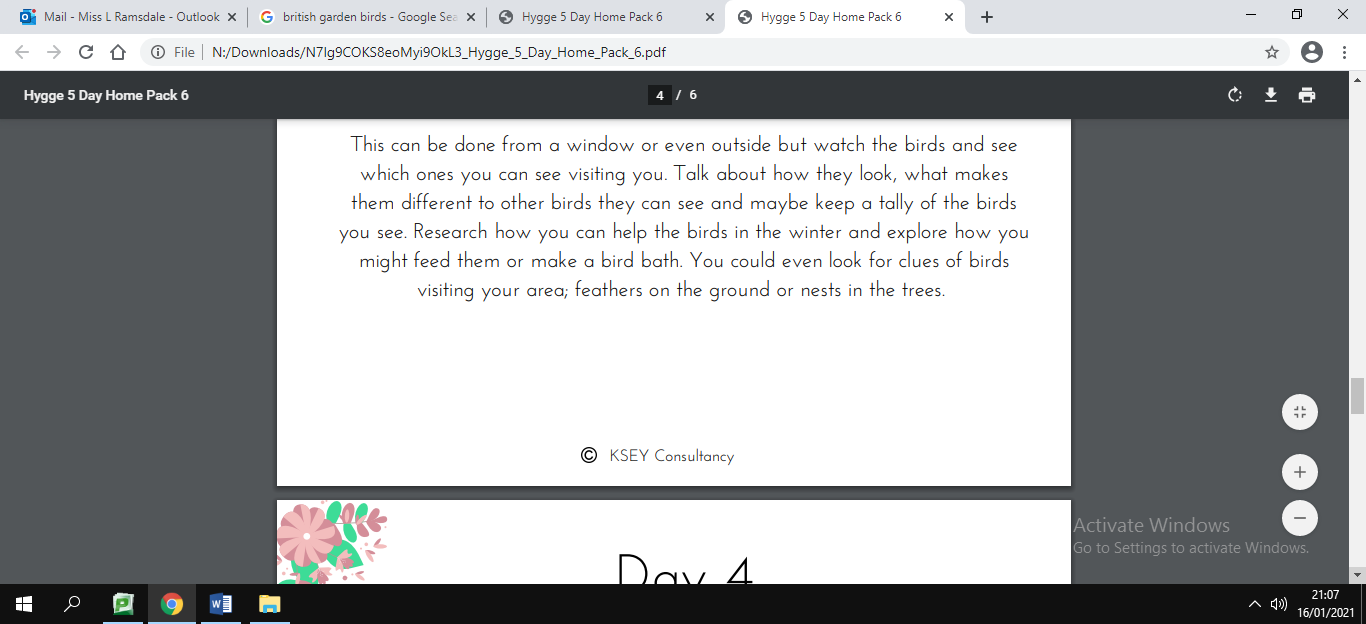 Mail - Miss L Ramsdale - Outlook
british garden birds - Google Sea
Hygge 5 Day Home Pack 6
Hygge 5 Day Home Pack 6
File
N:/Downloads/N7lg9COKS8eoMyi9OkL3_Hygge_5_Day_Home_Pack_6.pdf
Hygge 5 Day Home Pack 6
4 / 6
This can be done from a window or even outside but watch the birds and see
which ones you can see visiting you. Talk about how they look, what makes
them different to other birds they can see and maybe keep a tally of the birds
you see. Research how you can help the birds in the winter and explore how you
might feed them or make a bird bath. You could even look for clues of birds
visiting your area; feathers on the ground or nests in the trees.
© KSEY Consultancy
Day 4
Activate Windows
Go to Settings to activate Windows.
21:07
16/01/2021